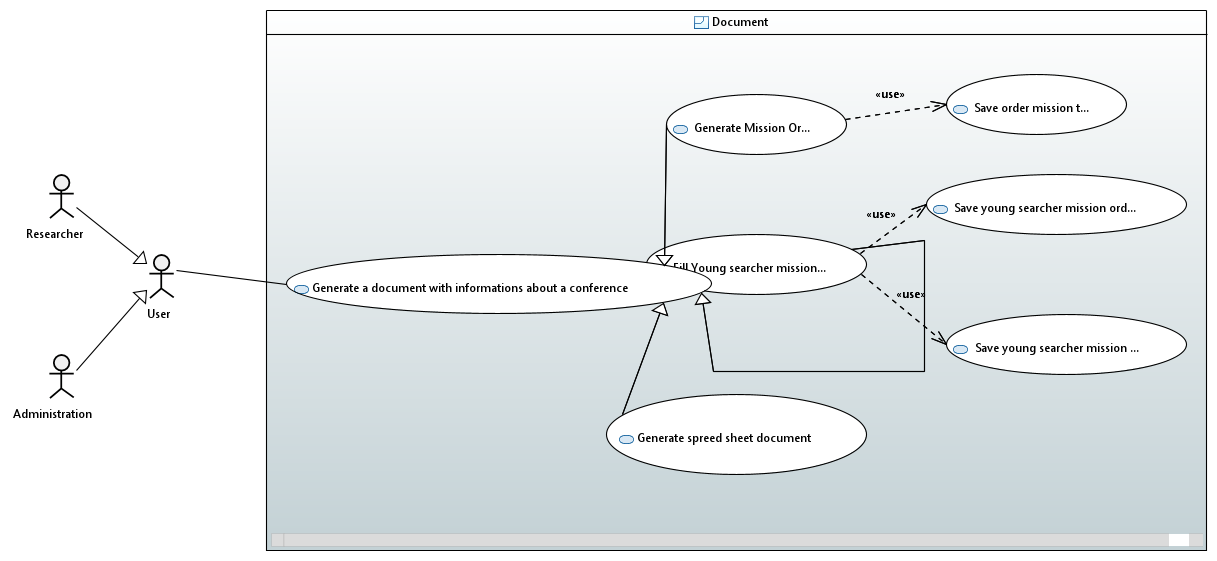 Document
«use»
Save order mission t...
Generate Mission Or...
Researcher
«use»
Save young searcher mission ord...
User
Fill Young searcher mission...
Generate a document with informations about a conference
«use»
Save young searcher mission ...
Administration
Generate spreed sheet document